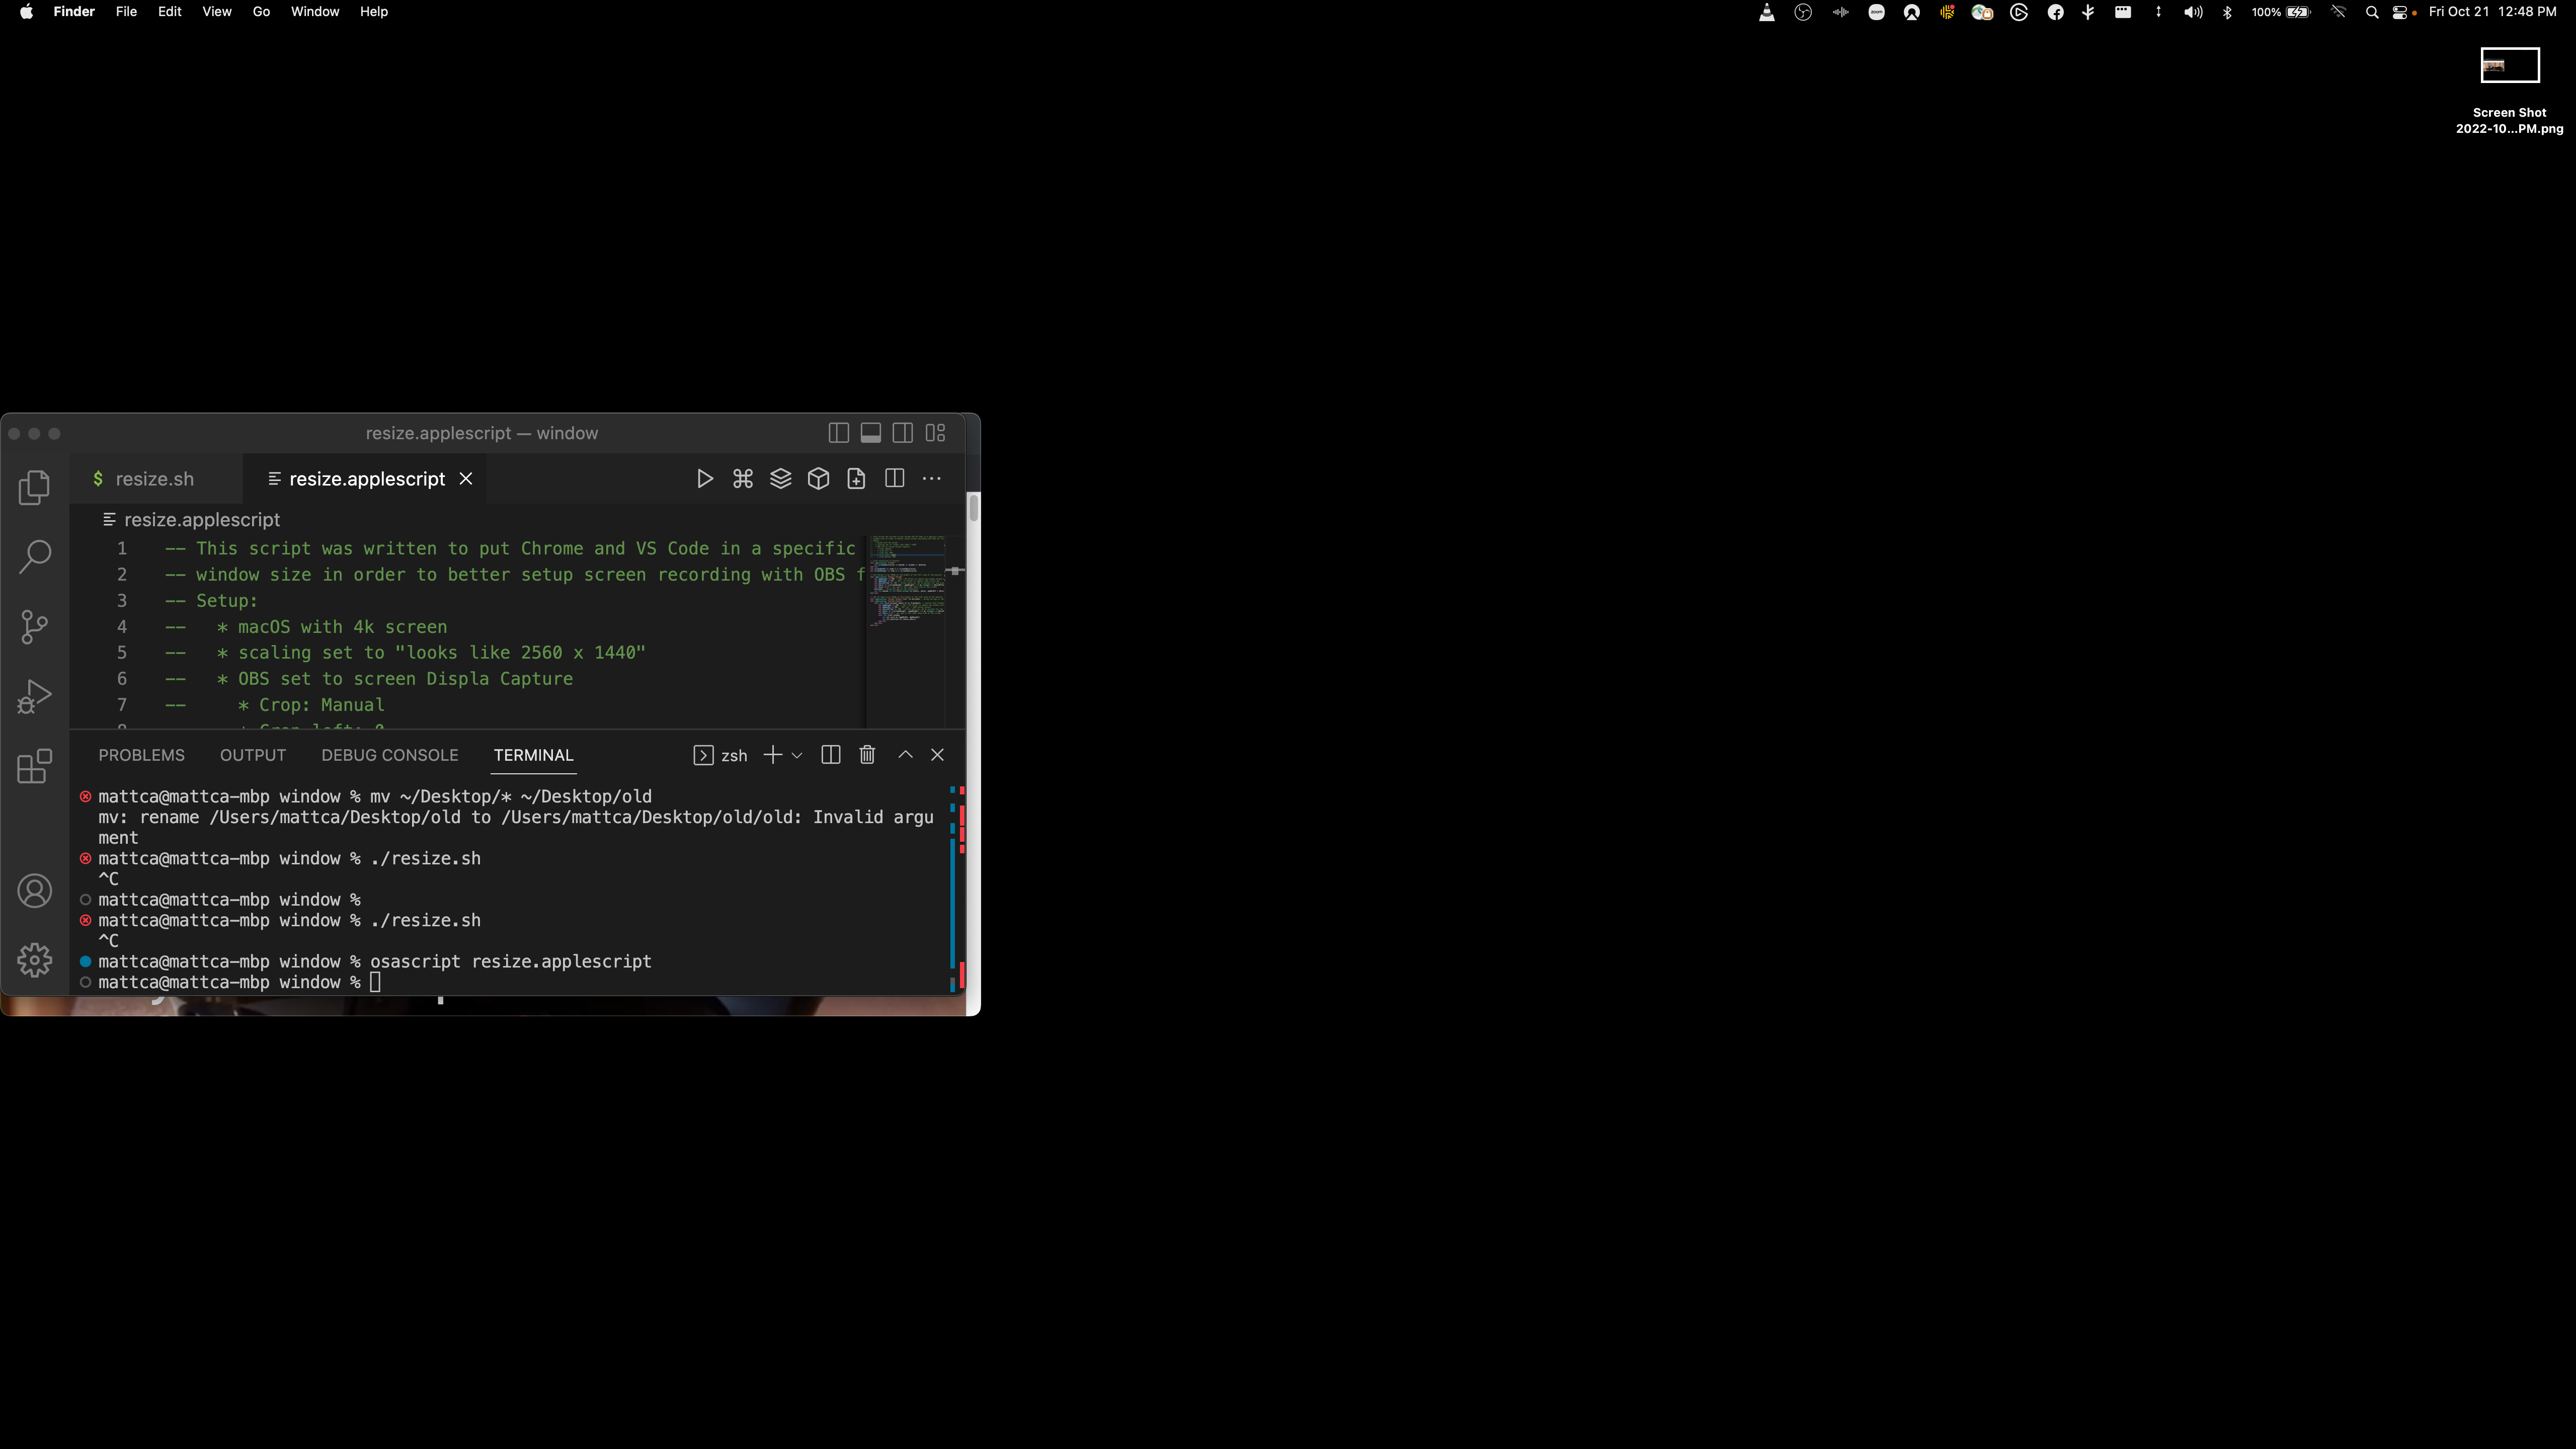 Finder File Edit View Go Window Help
zoom
100%
Fri Oct 21 12:48 PM
Screen Shot
2022-10...PM.png
resize.applescript — window
$ resize.sh
resize.applescript
resize.applescript
1 -- This script was written to put Chrome and VS Code in a specific
2 -- window size in order to better setup screen recording with OBS f
3 -- Setup:
4 --   * macOS with 4k screen
5 --   * scaling set to "looks like 2560 x 1440"
6 --   * OBS set to screen Displa Capture
7 --     * Crop: Manual
PROBLEMS OUTPUT DEBUG CONSOLE TERMINAL
zsh
mattca@mattca-mbp window % mv ~/Desktop/* ~/Desktop/old
mv: rename /Users/mattca/Desktop/old to /Users/mattca/Desktop/old/old: Invalid argu
ment
mattca@mattca-mbp window % ./resize.sh
^C
mattca@mattca-mbp window %
mattca@mattca-mbp window % ./resize.sh
^C
mattca@mattca-mbp window % osascript resize.applescript
mattca@mattca-mbp window %